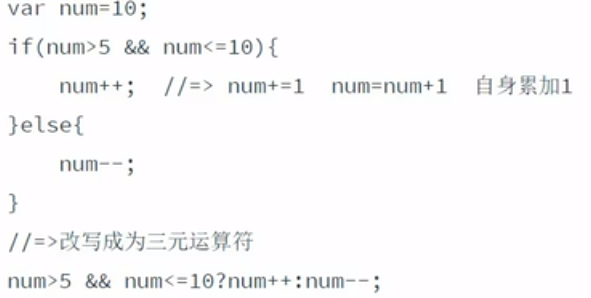 var num=10;
if(num>5 && num<=10){
    num++;  //=> num+=1  num=num+1  自身累加1
}else{
    num--;
}
//=>改写成为三元运算符
num>5 && num<=10?num++:num--;